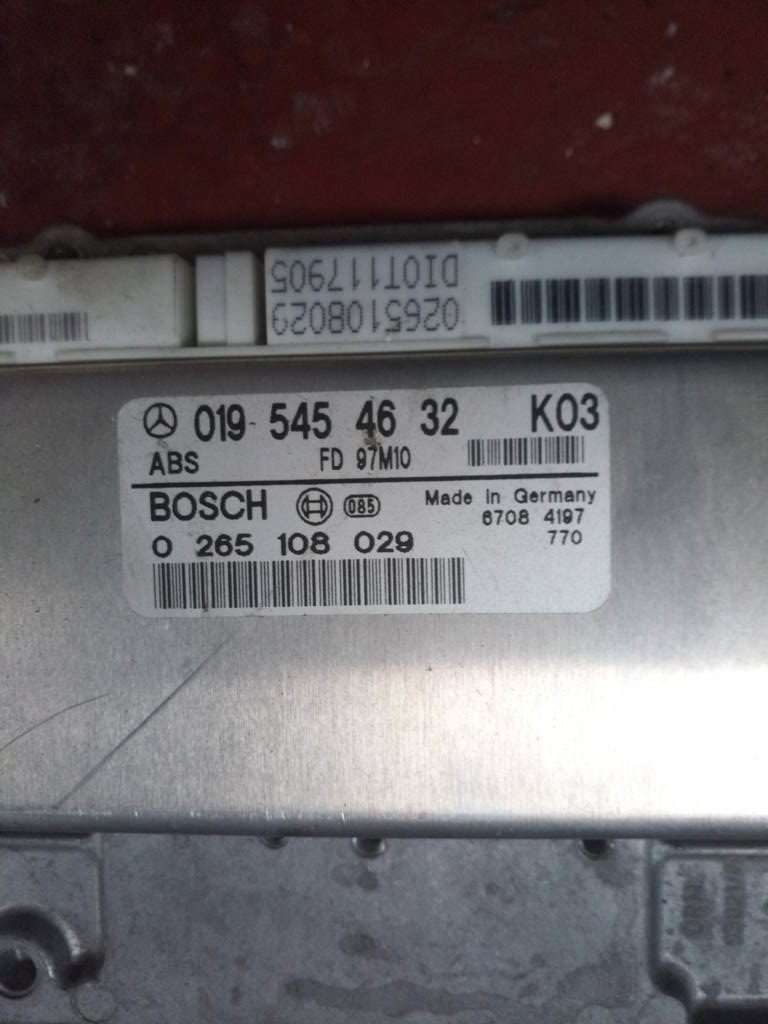 DIOT117905
0265108029
019 545 46 32 K03
ABS FD 97M10
BOSCH 085 Made in Germany
6708 4197
0 265 108 029 770